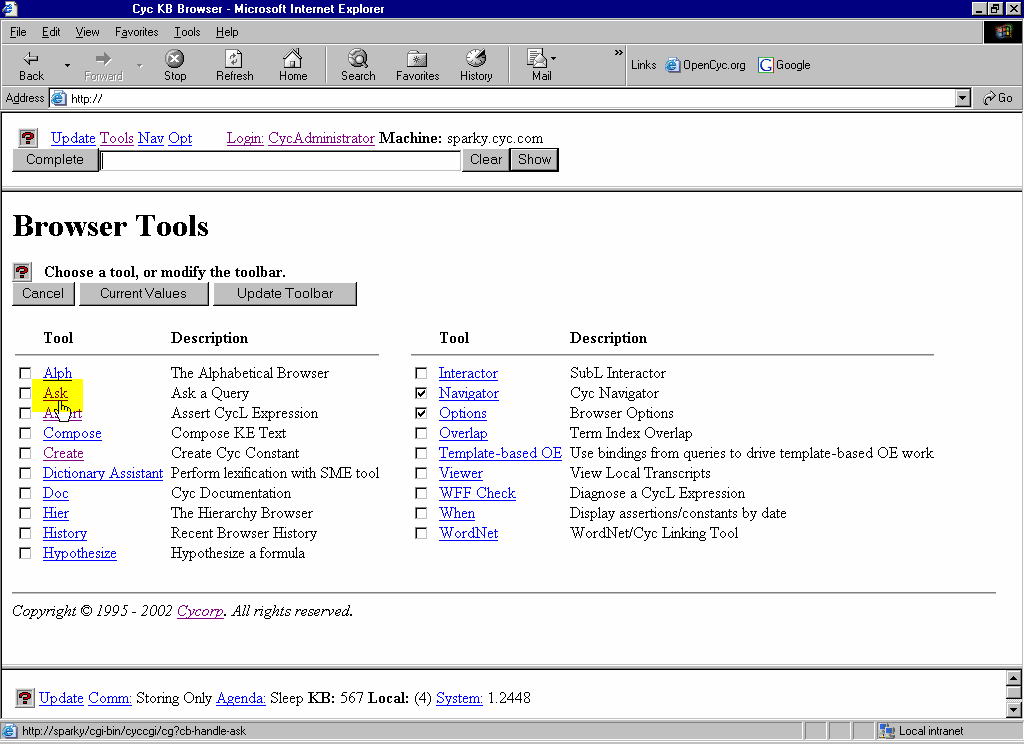 Cyc KB Browser - Microsoft Internet Explorer
File Edit View Favorites Tools Help
Back Forward Stop Refresh Home Search Favorites History Mail » Links OpenCyc.org Google
Address http:// Go
? Update Tools Nav Opt Login: CycAdministrator Machine: sparky.cyc.com
Complete Clear Show
Browser Tools
? Choose a tool, or modify the toolbar.
Cancel Current Values Update Toolbar
Tool Description Tool Description
Alph The Alphabetical Browser Interactor SubL Interactor
Ask Ask a Query Navigator Cyc Navigator
Assert Assert CycL Expression Options Browser Options
Compose Compose KE Text Overlap Term Index Overlap
Create Create Cyc Constant Template-based OE Use bindings from queries to drive template-based OE work
Dictionary Assistant Perform lexification with SME tool Viewer View Local Transcripts
Doc Cyc Documentation WFF Check Diagnose a CycL Expression
Hier The Hierarchy Browser When Display assertions/constants by date
History Recent Browser History WordNet WordNet/Cyc Linking Tool
Hypothesize Hypothesize a formula
Copyright © 1995 - 2002 Cycorp. All rights reserved.
? Update Comm: Storing Only Agenda: Sleep KB: 567 Local: (4) System: 1.2448
http://sparky/cgi-bin/cyccgi/cg?cb-handle-ask Local intranet